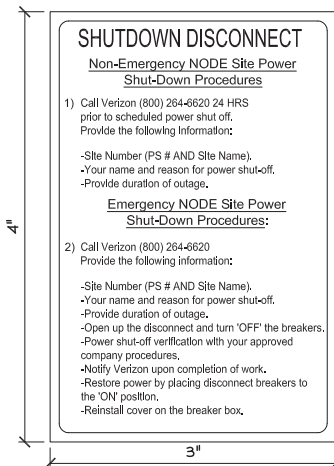 SHUTDOWN DISCONNECT
Non-Emergency NODE Site Power
Shut-Down Procedures
1) Call Verizon (800) 264-6620 24 HRS
prior to scheduled power shut off.
Provide the following Information:
-Site Number (PS # AND Site Name).
-Your name and reason for power shut-off.
-Provide duration of outage.
Emergency NODE Site Power
Shut-Down Procedures:
2) Call Verizon (800) 264-6620
Provide the following information:
-Site Number (PS # AND Site Name).
-Your name and reason for power shut-off.
-Provide duration of outage.
-Open up the disconnect and turn 'OFF' the breakers.
-Power shut-off verification with your approved
company procedures.
-Notify Verizon upon completion of work.
-Restore power by placing disconnect breakers to
the 'ON' position.
-Reinstall cover on the breaker box.
4"
3"